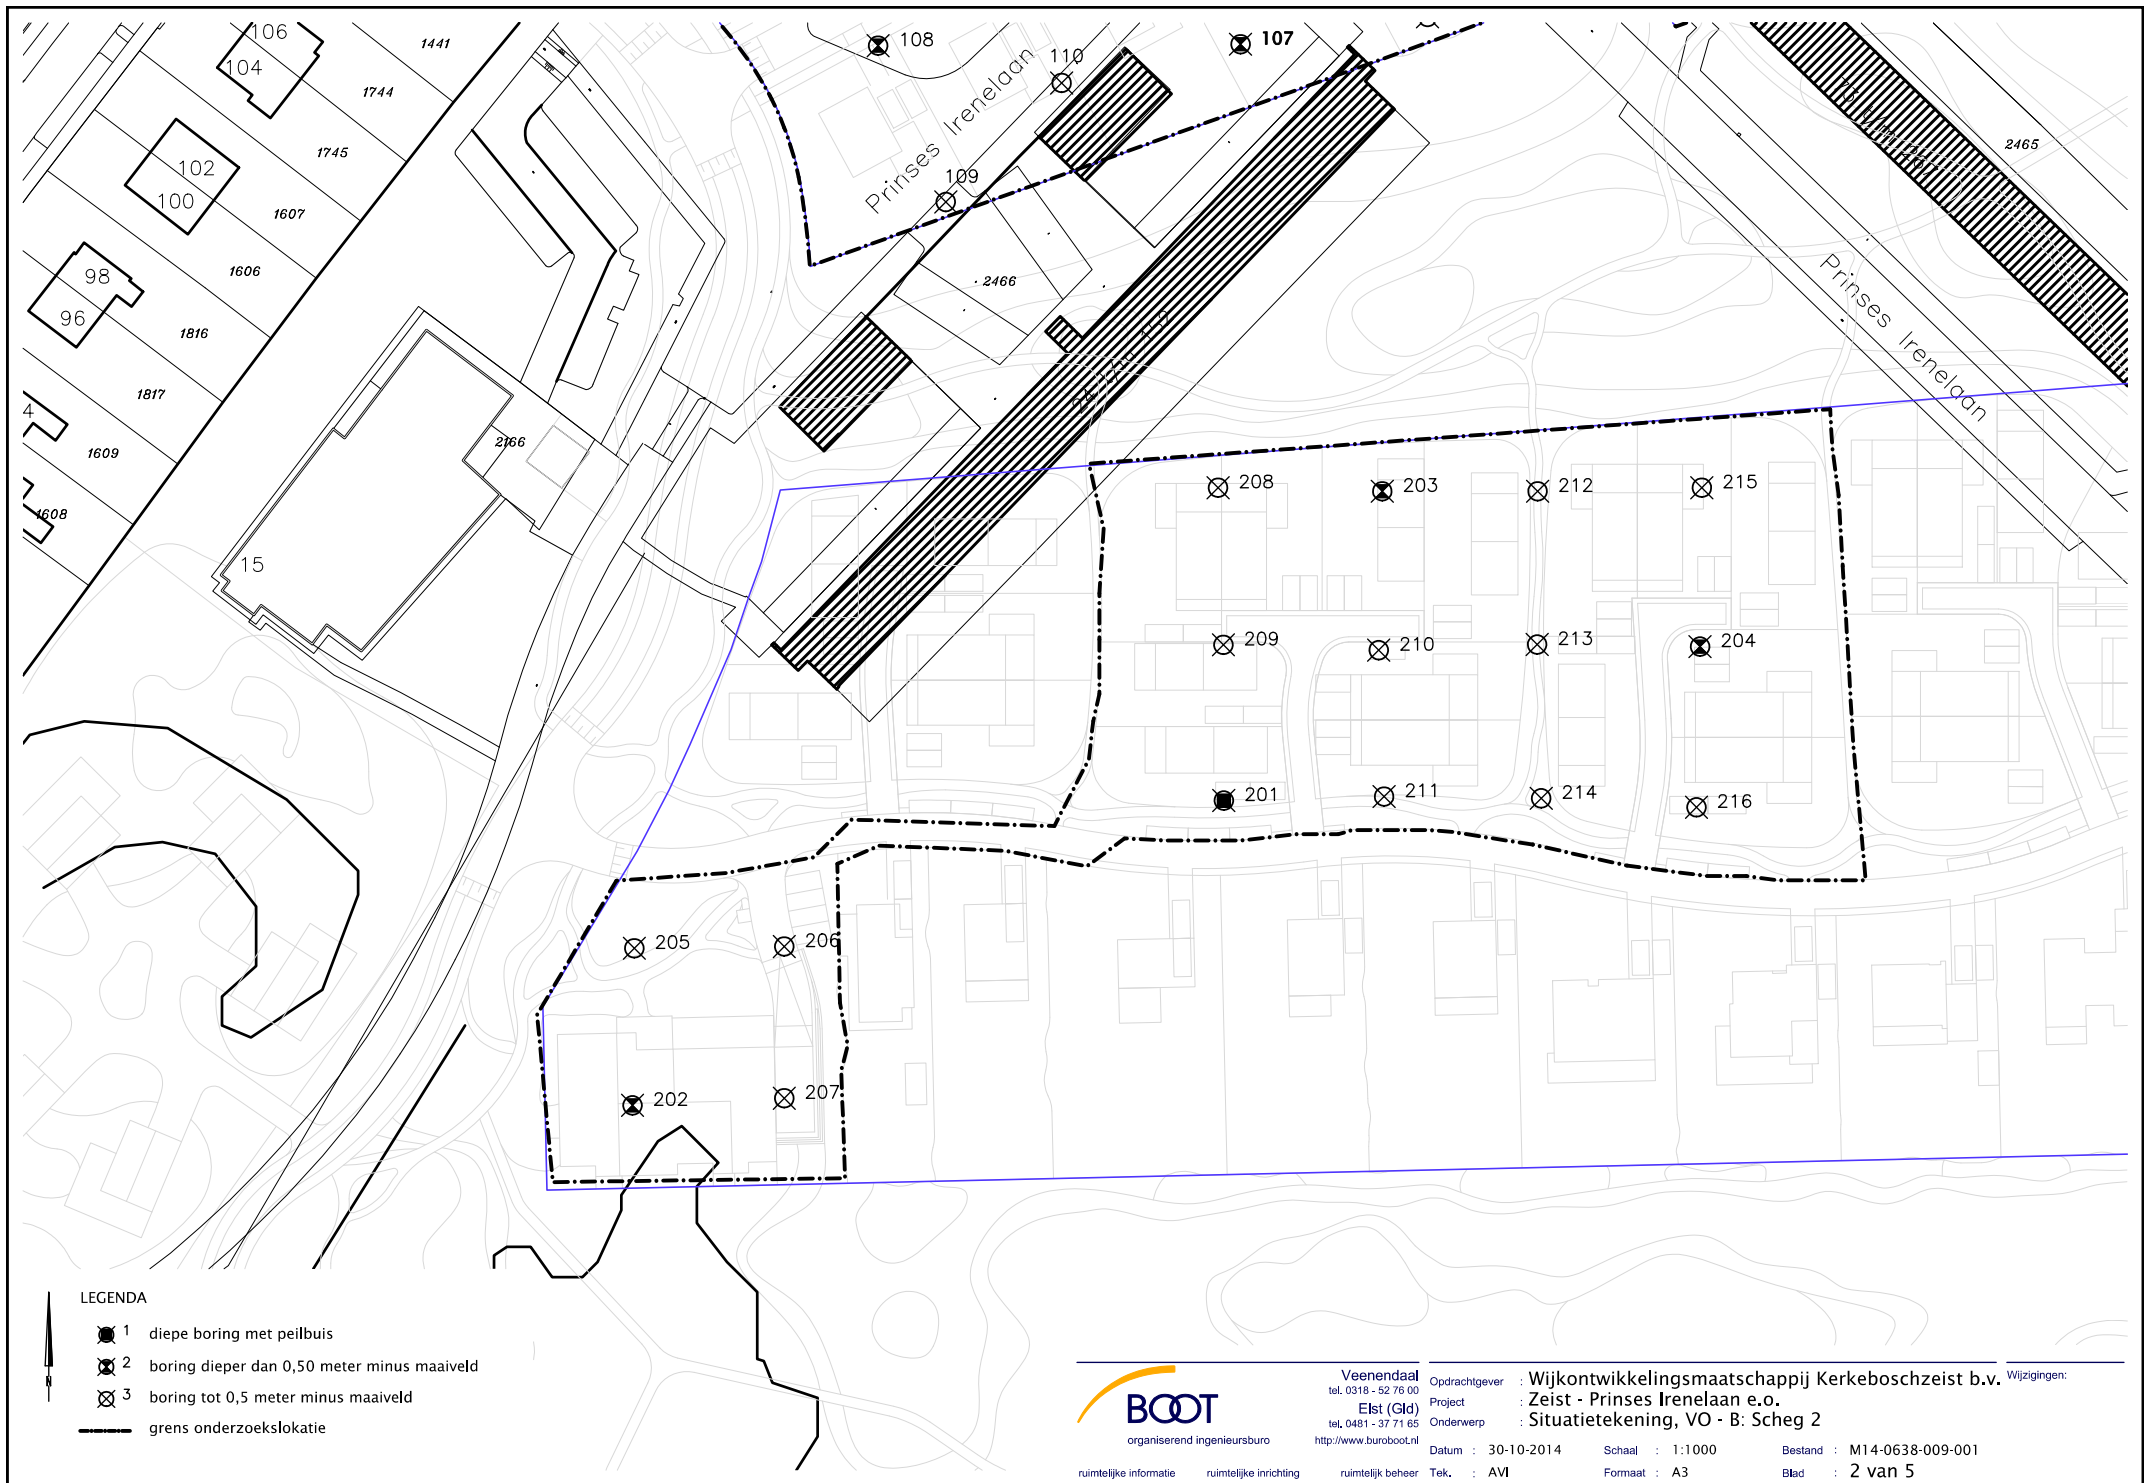 106
104
1441
1744
1745
102
100
1607
98
96
1606
1816
1817
4
1609
1608
2166
15
108
107
110
109
Prinses Irenelaan
2466
2465
Prinses Irenelaan
208
203
212
215
209
210
213
204
201
211
214
216
205
206
202
207
LEGENDA
1 diepe boring met peilbuis
2 boring dieper dan 0,50 meter minus maaiveld
3 boring tot 0,5 meter minus maaiveld
grens onderzoekslokatie
N
BOOT
organiserend ingenieursburo
Veenendaal
tel. 0318 - 52 76 00
Elst (Gld)
tel. 0481 - 37 71 65
http://www.buroboot.nl
ruimtelijke informatie ruimtelijke inrichting ruimtelijk beheer
Opdrachtgever : Wijkontwikkelingsmaatschappij Kerkeboschzeist b.v.
Project : Zeist - Prinses Irenelaan e.o.
Onderwerp : Situatietekening, VO - B: Scheg 2
Datum : 30-10-2014 Schaal : 1:1000 Bestand : M14-0638-009-001
Tek. : AVI Formaat : A3 Blad : 2 van 5
Wijzigingen: